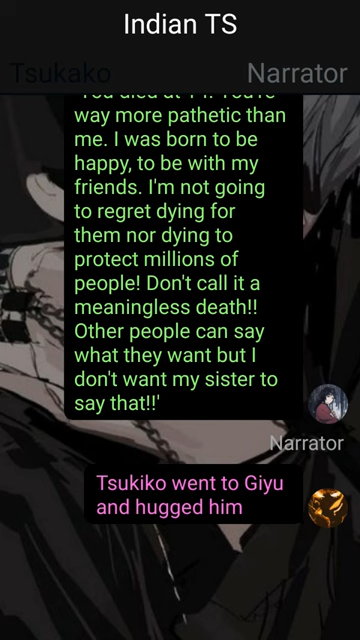 Indian TS
Tsukako
Narrator
way more pathetic than
me. I was born to be
happy, to be with my
friends. I'm not going
to regret dying for
them nor dying to
protect millions of
people! Don't call it a
meaningless death!!
Other people can say
what they want but I
don't want my sister to
say that!!'
Narrator
Tsukiko went to Giyu
and hugged him